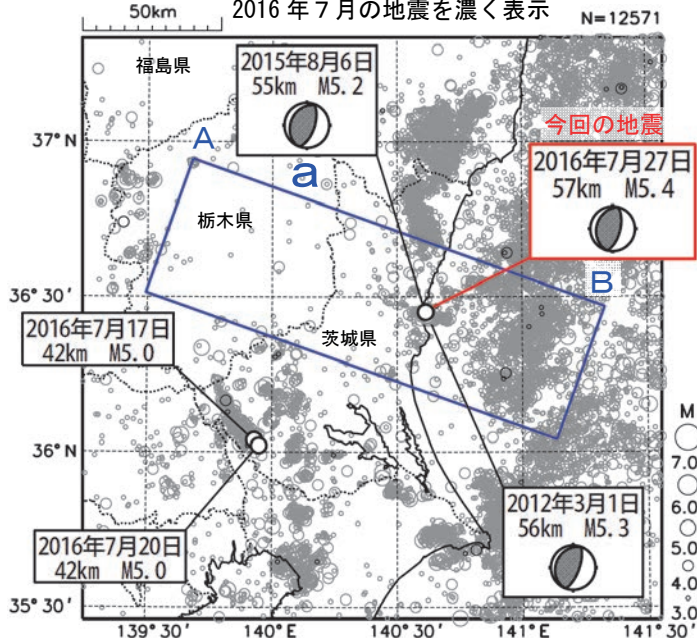 2016年7月の地震を濃く表示
50km
N=12571
福島県
2015年8月6日
55km M5.2
今回の地震
2016年7月27日
57km M5.4
37°N
A
a
栃木県
B
36°30′
茨城県
2016年7月17日
42km M5.0
36°N
M
7.0
6.0
5.0
4.0
3.0
2016年7月20日
42km M5.0
2012年3月1日
56km M5.3
35°30′
139°30′
140°E
140°30′
141°E
141°30′